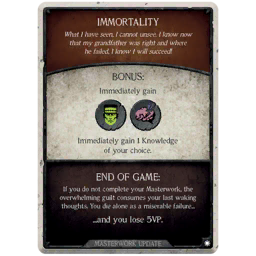 IMMORTALITY
What I have seen, I cannot unsee. I know now
that my grandfather was right and where
he failed, I know I will succeed!
BONUS:
Immediately gain
Immediately gain 1 Knowledge
of your choice.
END OF GAME:
If you do not complete your Masterwork, the
overwhelming guilt consumes your last waking
thoughts. You die alone as a miserable failure...
...and you lose 5VP.
MASTERWORK UPDATE